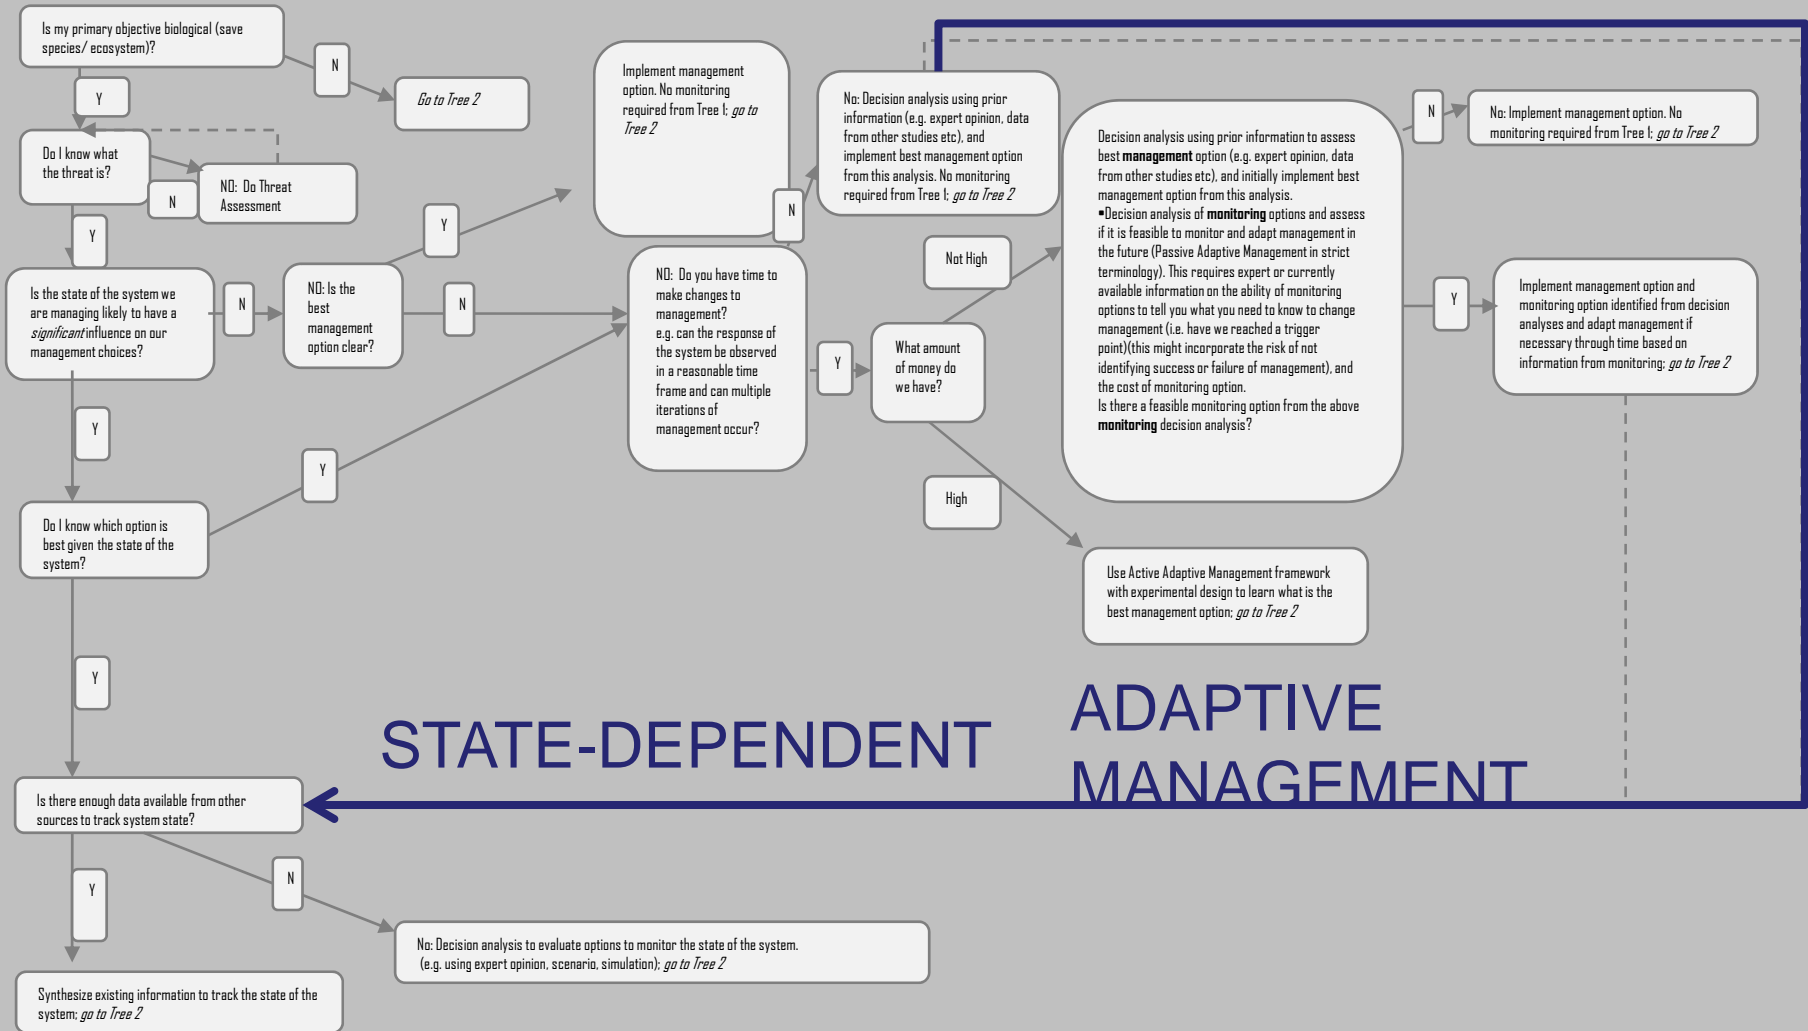 Is my primary objective biological (save
species/ ecosystem)?
N
Go to Tree 2
Y
Do I know what
the threat is?
N
NO: Do Threat
Assessment
Y
Is the state of the system we
are managing likely to have a
significant influence on our
management choices?
N
NO: Is the
best
management
option clear?
Y
Implement management
option. No monitoring
required from Tree 1; go to
Tree 2
N
NO: Do you have time to
make changes to
management?
e.g. can the response of
the system be observed
in a reasonable time
frame and can multiple
iterations of
management occur?
N
No: Decision analysis using prior
information (e.g. expert opinion, data
from other studies etc), and
implement best management option
from this analysis. No monitoring
required from Tree 1; go to Tree 2
Y
What amount
of money do
we have?
Not High
Decision analysis using prior information to assess
best management option (e.g. expert opinion, data
from other studies etc), and initially implement best
management option from this analysis.
▪Decision analysis of monitoring options and assess
if it is feasible to monitor and adapt management in
the future (Passive Adaptive Management in strict
terminology). This requires expert or currently
available information on the ability of monitoring
options to tell you what you need to know to change
management (i.e. have we reached a trigger
point)(this might incorporate the risk of not
identifying success or failure of management), and
the cost of monitoring option.
Is there a feasible monitoring option from the above
monitoring decision analysis?
N
No: Implement management option. No
monitoring required from Tree 1; go to Tree 2
Y
Implement management option and
monitoring option identified from decision
analyses and adapt management if
necessary through time based on
information from monitoring; go to Tree 2
High
Use Active Adaptive Management framework
with experimental design to learn what is the
best management option; go to Tree 2
Y
Do I know which option is
best given the state of the
system?
Y
Y
STATE-DEPENDENT
ADAPTIVE
MANAGEMENT
Is there enough data available from other
sources to track system state?
Y
N
No: Decision analysis to evaluate options to monitor the state of the system.
(e.g. using expert opinion, scenario, simulation); go to Tree 2
Synthesize existing information to track the state of the
system; go to Tree 2